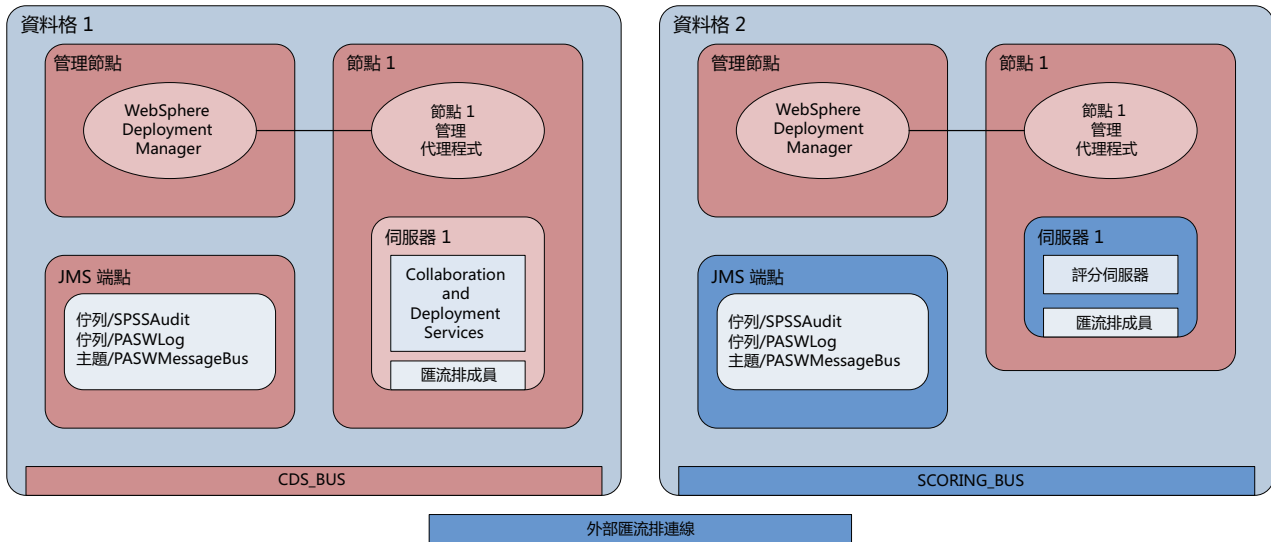 資料格 1
管理節點
WebSphere
Deployment
Manager
節點 1
節點 1
管理
代理程式
JMS 端點
佇列/SPSSAudit
佇列/PASWLog
主題/PASWMessageBus
伺服器 1
Collaboration
and
Deployment
Services
匯流排成員
CDS_BUS
資料格 2
管理節點
WebSphere
Deployment
Manager
節點 1
節點 1
管理
代理程式
JMS 端點
佇列/SPSSAudit
佇列/PASWLog
主題/PASWMessageBus
伺服器 1
評分伺服器
匯流排成員
SCORING_BUS
外部匯流排連線